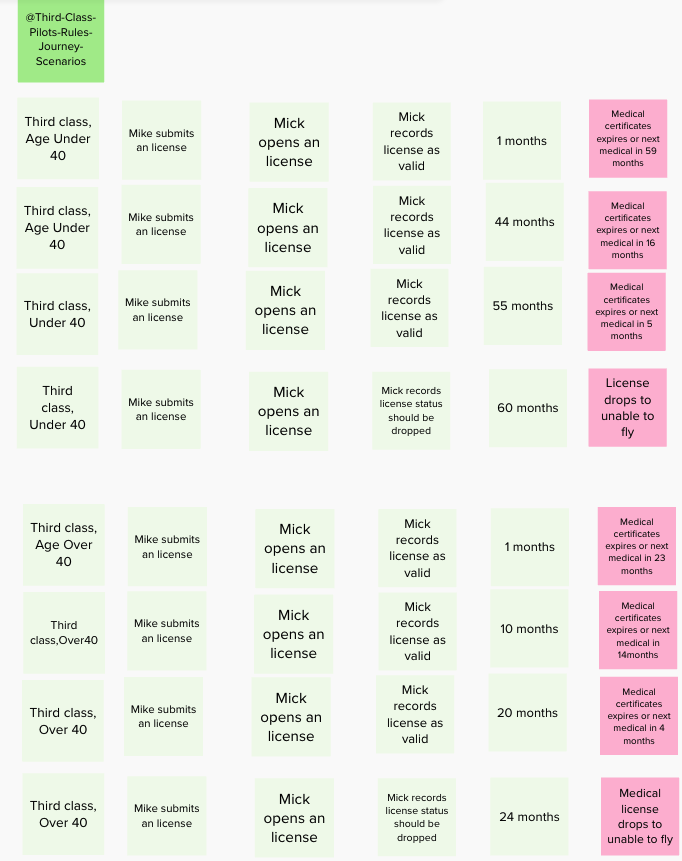 @Third-Class-
Pilots-Rules-
Journey-
Scenarios
Third class,
Age Under
40
Mike submits
an license
Mick
opens an
license
Mick
records
license as
valid
1 months
Medical
certificates
expires or next
medical in 59
months
Third class,
Age Under
40
Mike submits
an license
Mick
opens an
license
Mick
records
license as
valid
44 months
Medical
certificates
expires or next
medical in 16
months
Third class,
Under 40
Mike submits
an license
Mick
opens an
license
Mick
records
license as
valid
55 months
Medical
certificates
expires or next
medical in 5
months
Third
class,
Under 40
Mike submits
an license
Mick
opens an
license
Mick records
license status
should be
dropped
60 months
License
drops to
unable to
fly
Third class,
Age Over
40
Mike submits
an license
Mick
opens an
license
Mick
records
license as
valid
1 months
Medical
certificates
expires or next
medical in 23
months
Third
class,Over40
Mike submits
an license
Mick
opens an
license
Mick
records
license as
valid
10 months
Medical
certificates
expires or next
medical in
14months
Third class,
Over 40
Mike submits
an license
Mick
opens an
license
Mick
records
license as
valid
20 months
Medical
certificates
expires or next
medical in 4
months
Third class,
Over 40
Mike submits
an license
Mick
opens an
license
Mick records
license status
should be
dropped
24 months
Medical
license
drops to
unable to fly